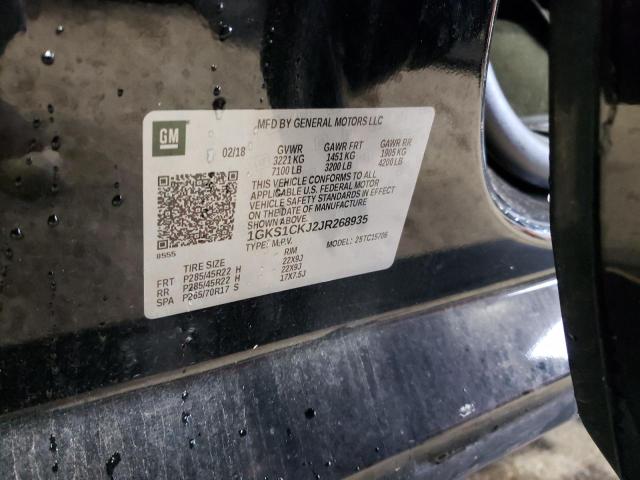 GM
MFD BY GENERAL MOTORS LLC
02/18 GVWR GAWR FRT GAWR RR
3221 KG 1451 KG 1905 KG
7100 LB 3200 LB 4200 LB
THIS VEHICLE CONFORMS TO ALL
APPLICABLE U.S. FEDERAL MOTOR
VEHICLE SAFETY STANDARDS IN EFFECT
ON THE DATE OF MANUFACTURE
SHOWN ABOVE.
1GKS1CKJ2JR268935
TYPE: M.P.V. MODEL: 25TC15706
8555
TIRE SIZE RIM
FRT P285/45R22 H 22X9J
RR P285/45R22 H 22X9J
SPA P265/70R17 S 17X7.5J